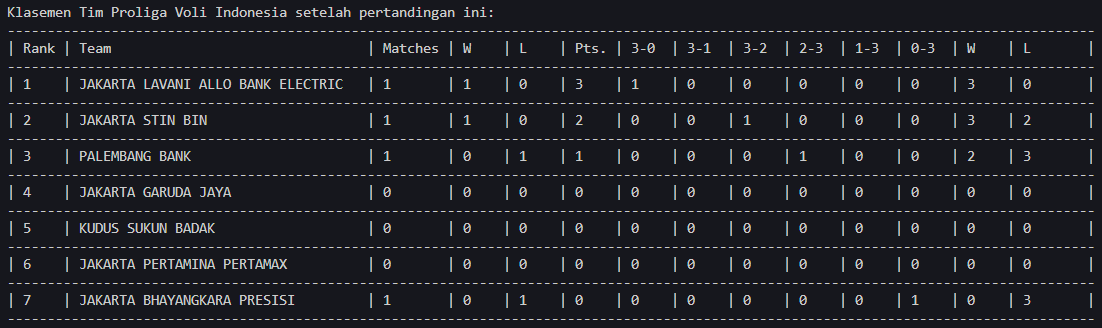 Klasemen Tim Proliga Voli Indonesia setelah pertandingan ini:
| Rank | Team | Matches | W | L | Pts. | 3-0 | 3-1 | 3-2 | 2-3 | 1-3 | 0-3 | W | L |
| 1 | JAKARTA LAVANI ALLO BANK ELECTRIC | 1 | 1 | 0 | 3 | 1 | 0 | 0 | 0 | 0 | 0 | 3 | 0 |
| 2 | JAKARTA STIN BIN | 1 | 1 | 0 | 2 | 0 | 0 | 1 | 0 | 0 | 0 | 3 | 2 |
| 3 | PALEMBANG BANK | 1 | 0 | 1 | 1 | 0 | 0 | 0 | 1 | 0 | 0 | 2 | 3 |
| 4 | JAKARTA GARUDA JAYA | 0 | 0 | 0 | 0 | 0 | 0 | 0 | 0 | 0 | 0 | 0 | 0 |
| 5 | KUDUS SUKUN BADAK | 0 | 0 | 0 | 0 | 0 | 0 | 0 | 0 | 0 | 0 | 0 | 0 |
| 6 | JAKARTA PERTAMINA PERTAMAX | 0 | 0 | 0 | 0 | 0 | 0 | 0 | 0 | 0 | 0 | 0 | 0 |
| 7 | JAKARTA BHAYANGKARA PRESISI | 1 | 0 | 1 | 0 | 0 | 0 | 0 | 0 | 0 | 1 | 0 | 3 |